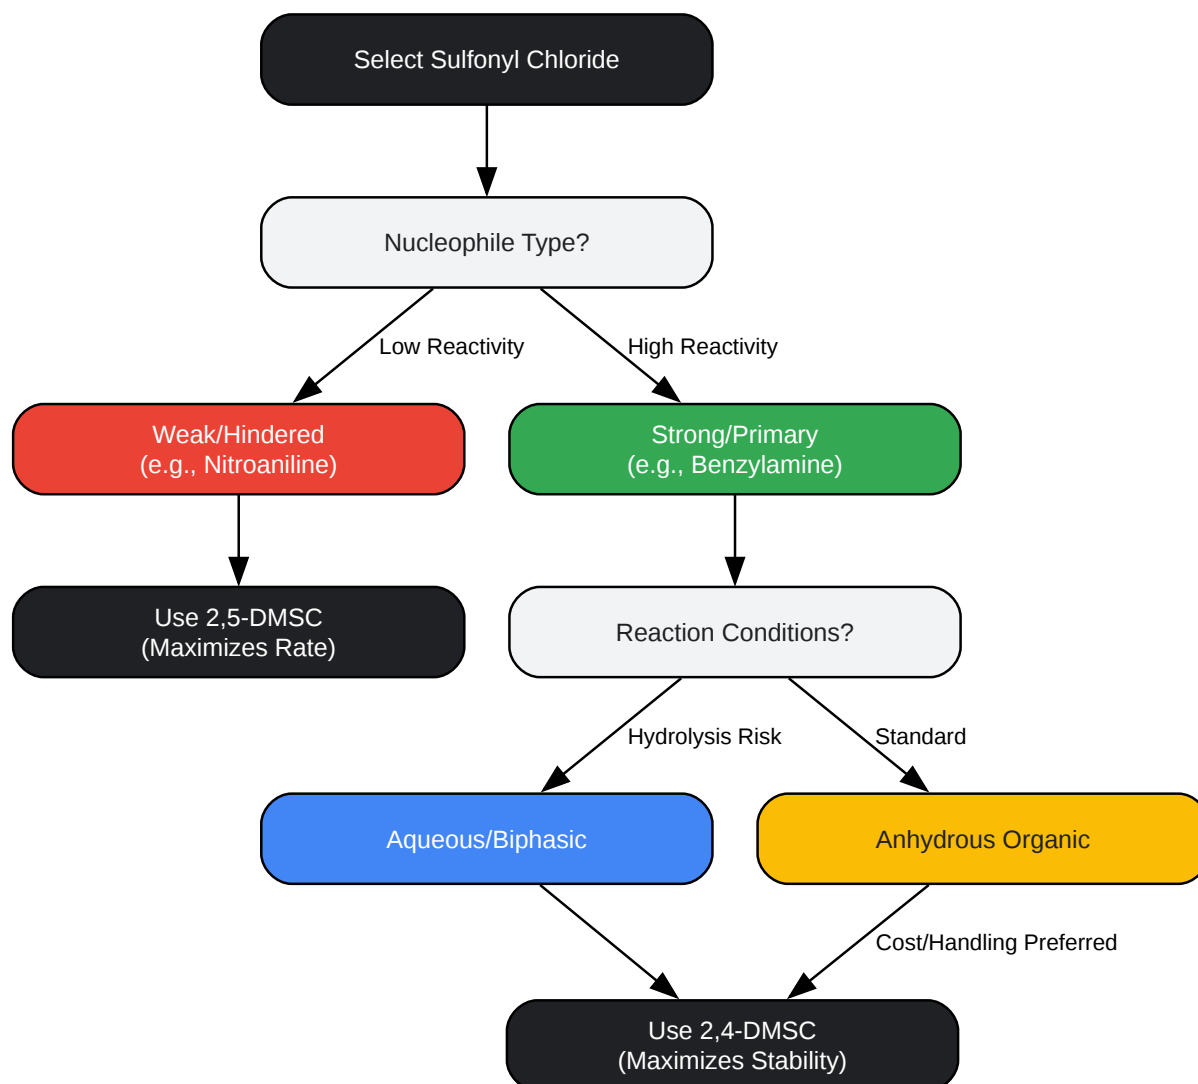 Select Sulfonyl Chloride
Nucleophile Type?
Low Reactivity
High Reactivity
Weak/Hindered
(e.g., Nitroaniline)
Strong/Primary
(e.g., Benzylamine)
Use 2,5-DMSC
(Maximizes Rate)
Reaction Conditions?
Hydrolysis Risk
Standard
Aqueous/Biphasic
Anhydrous Organic
Cost/Handling Preferred
Use 2,4-DMSC
(Maximizes Stability)